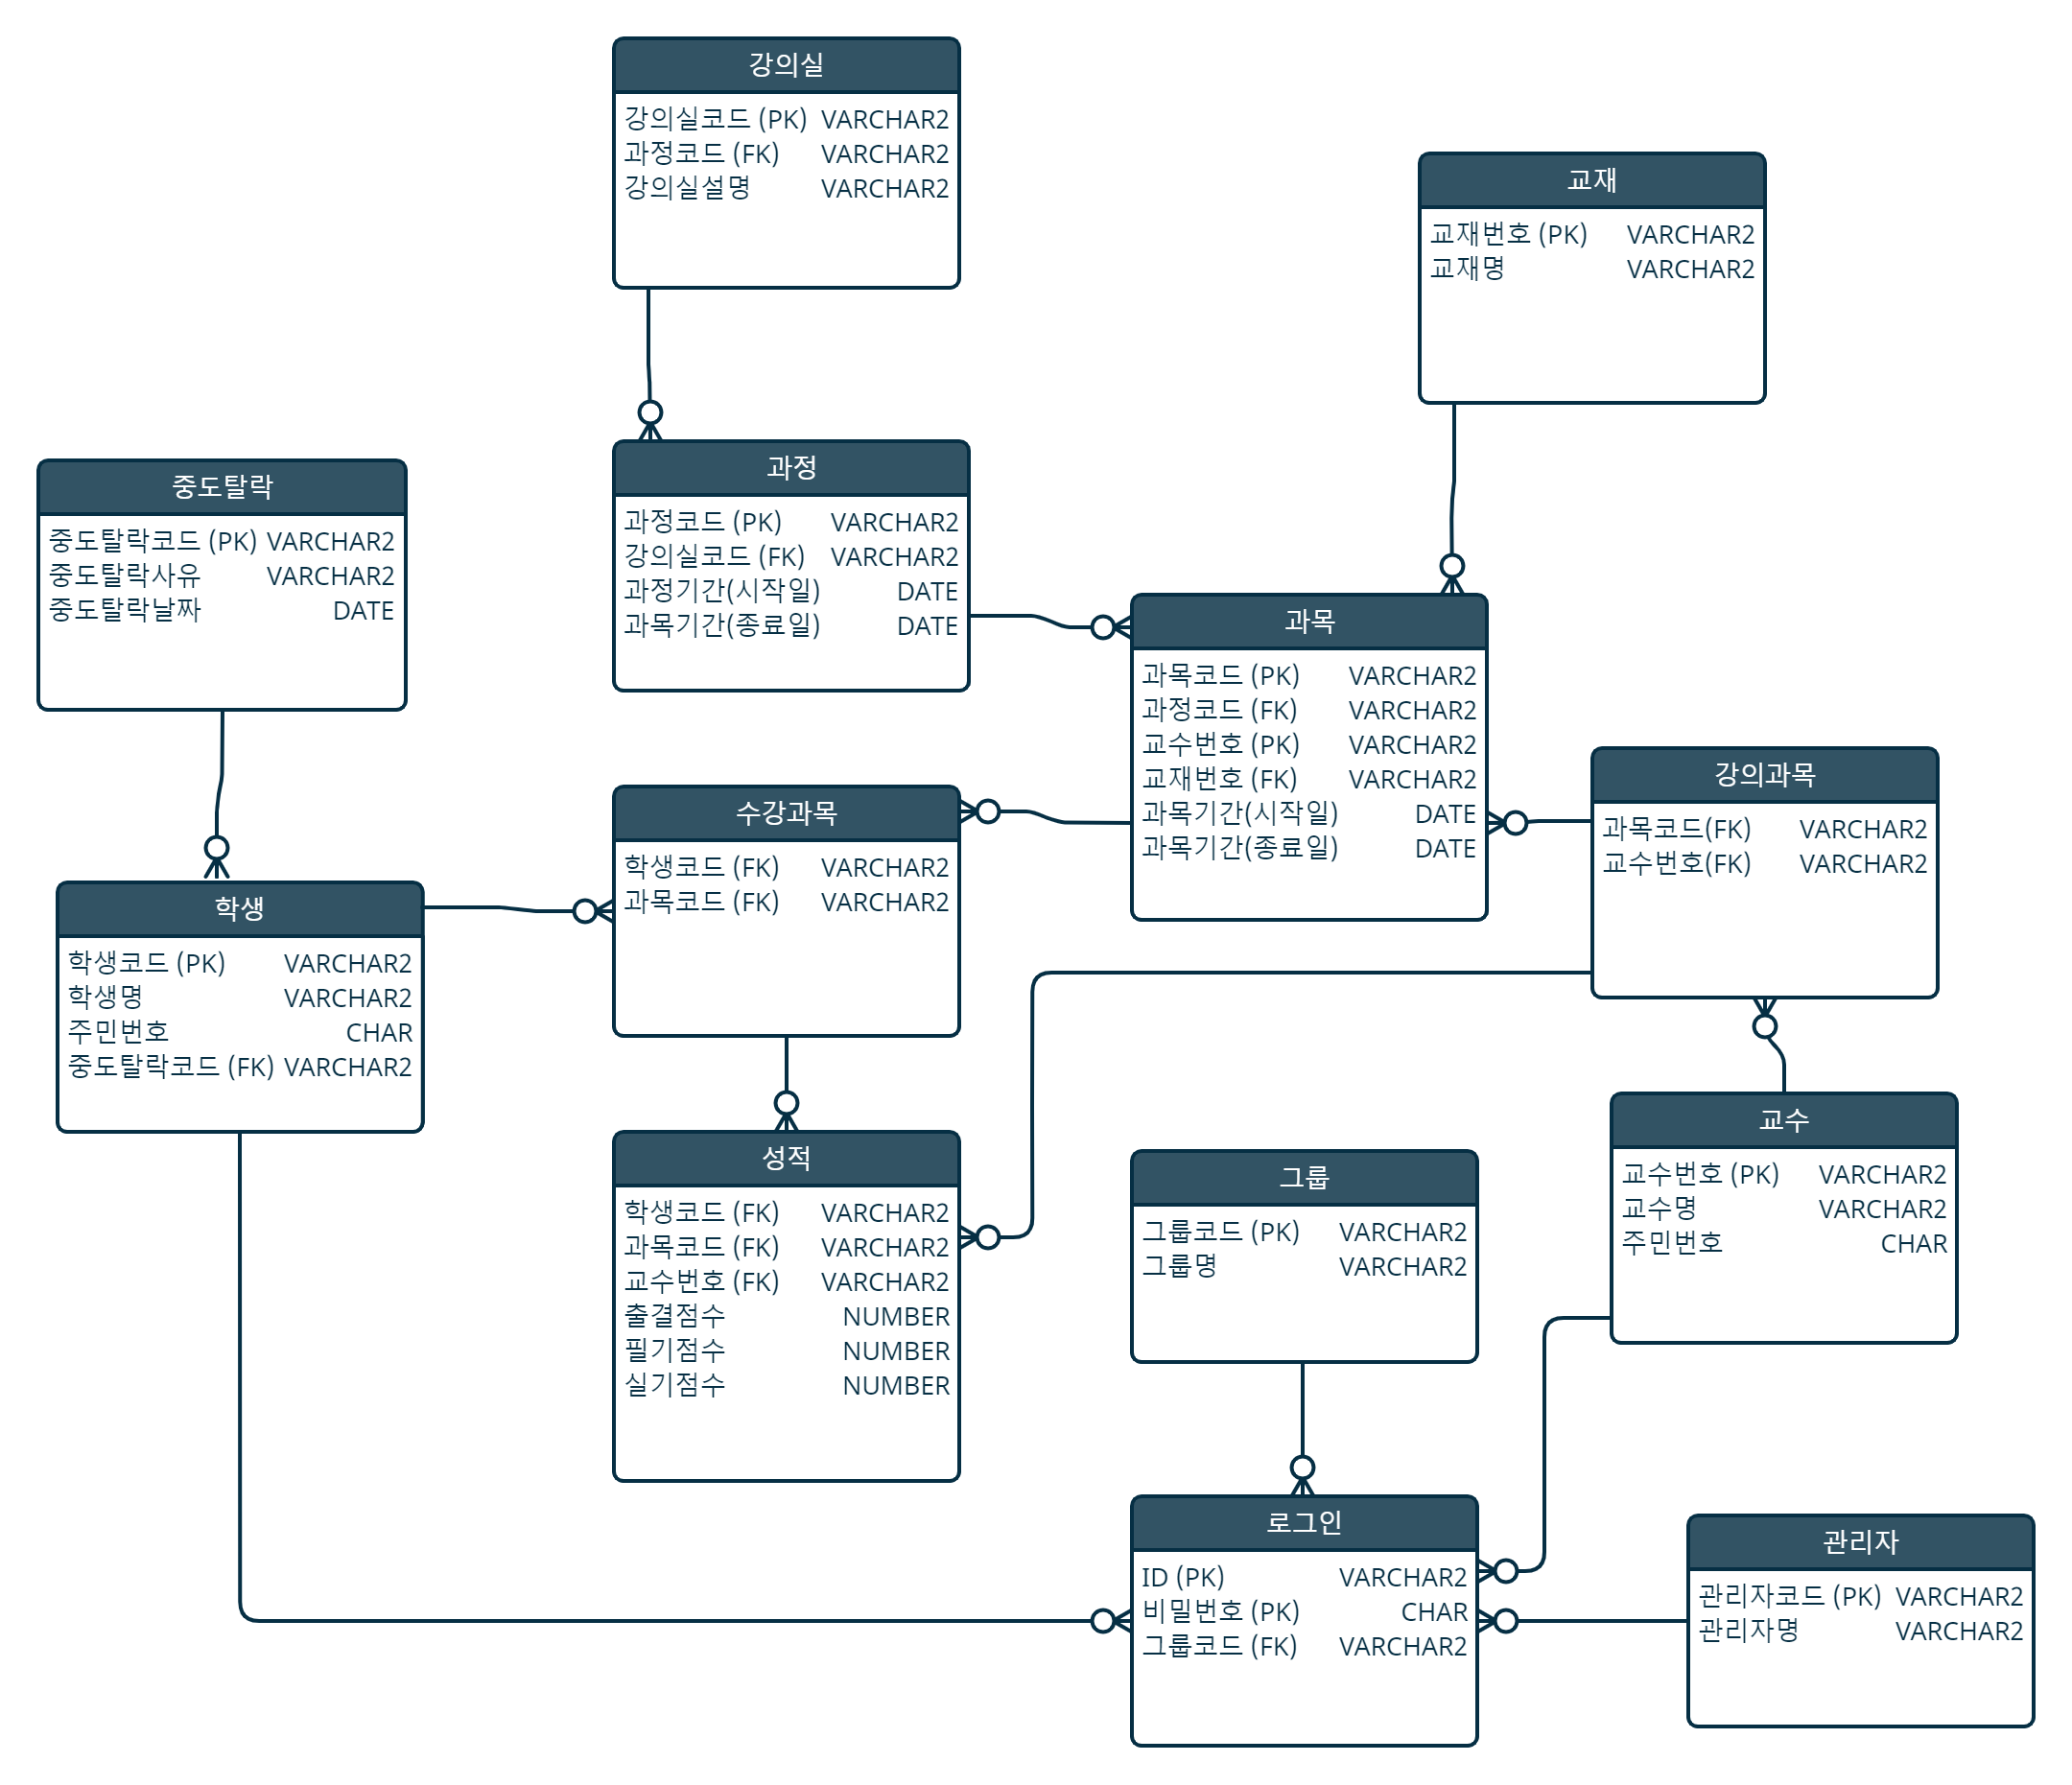 강의실
강의실코드 (PK) VARCHAR2
과정코드 (FK) VARCHAR2
강의실설명 VARCHAR2
교재
교재번호 (PK) VARCHAR2
교재명 VARCHAR2
중도탈락
중도탈락코드 (PK) VARCHAR2
중도탈락사유 VARCHAR2
중도탈락날짜 DATE
과정
과정코드 (PK) VARCHAR2
강의실코드 (FK) VARCHAR2
과정기간(시작일) DATE
과목기간(종료일) DATE
과목
과목코드 (PK) VARCHAR2
과정코드 (FK) VARCHAR2
교수번호 (PK) VARCHAR2
교재번호 (FK) VARCHAR2
과목기간(시작일) DATE
과목기간(종료일) DATE
강의과목
과목코드(FK) VARCHAR2
교수번호(FK) VARCHAR2
수강과목
학생코드 (FK) VARCHAR2
과목코드 (FK) VARCHAR2
학생
학생코드 (PK) VARCHAR2
학생명 VARCHAR2
주민번호 CHAR
중도탈락코드 (FK) VARCHAR2
성적
학생코드 (FK) VARCHAR2
과목코드 (FK) VARCHAR2
교수번호 (FK) VARCHAR2
출결점수 NUMBER
필기점수 NUMBER
실기점수 NUMBER
그룹
그룹코드 (PK) VARCHAR2
그룹명 VARCHAR2
교수
교수번호 (PK) VARCHAR2
교수명 VARCHAR2
주민번호 CHAR
로그인
ID (PK) VARCHAR2
비밀번호 (PK) CHAR
그룹코드 (FK) VARCHAR2
관리자
관리자코드 (PK) VARCHAR2
관리자명 VARCHAR2